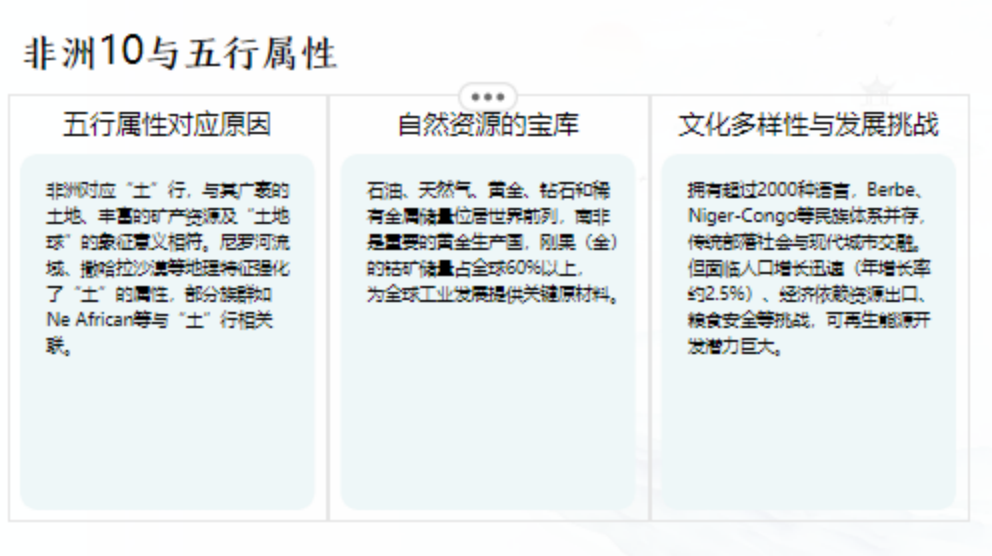 非洲10与五行属性
五行属性对应原因
非洲对应“土”行，与其广袤的
土地、丰富的矿产资源及“土地
球”的象征意义相符。尼罗河流
域、撒哈拉沙漠等地理特征强化
了“土”的属性，部分族群如
Ne African等与“土”行相关
联。
自然资源的宝库
石油、天然气、黄金、钻石和稀
有金属储量位居世界前列，南非
是重要的黄金生产国，刚果（金）
的钴矿储量占全球60%以上，
为全球工业发展提供关键原材料。
文化多样性与发展挑战
拥有超过2000种语言，Berbe、
Niger-Congo等民族体系并存，
传统部落社会与现代城市交融。
但面临人口增长迅速（年增长率
约2.5%）、经济依赖资源出口、
粮食安全等挑战，可再生能源开
发潜力巨大。